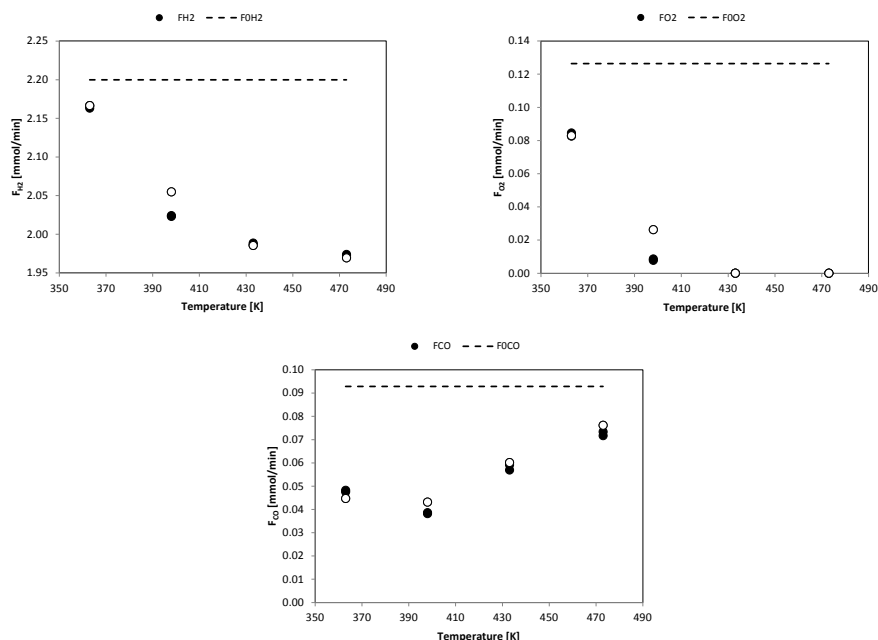 FH2 F0H2
2.25
2.20
2.15
2.10
2.05
2.00
1.95
F_H2 [mmol/min]
350 370 390 410 430 450 470 490
Temperature [K]
FO2 F0O2
0.14
0.12
0.10
0.08
0.06
0.04
0.02
0.00
F_O2 [mmol/min]
350 370 390 410 430 450 470 490
Temperature [K]
FCO F0CO
0.10
0.09
0.08
0.07
0.06
0.05
0.04
0.03
0.02
0.01
0.00
F_CO [mmol/min]
350 370 390 410 430 450 470 490
Temperature [K]